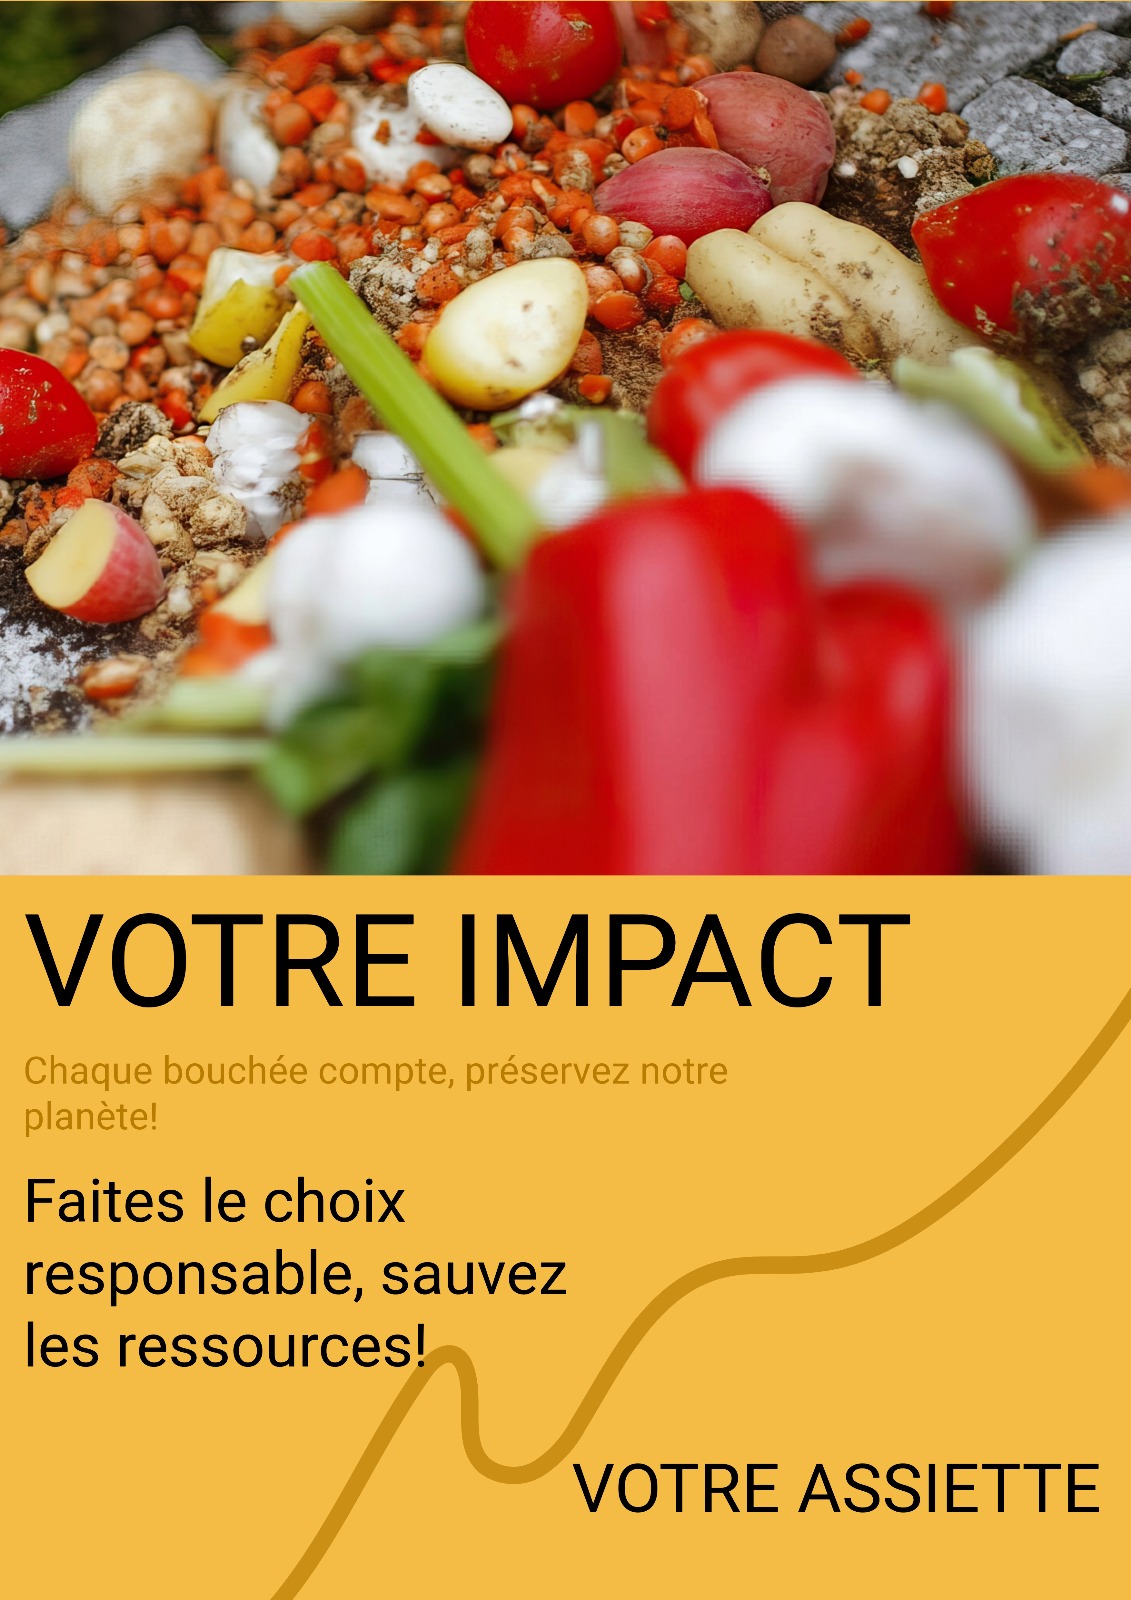 VOTRE IMPACT
Chaque bouchée compte, préservez notre
planète!
Faites le choix
responsable, sauvez
les ressources!
VOTRE ASSIETTE